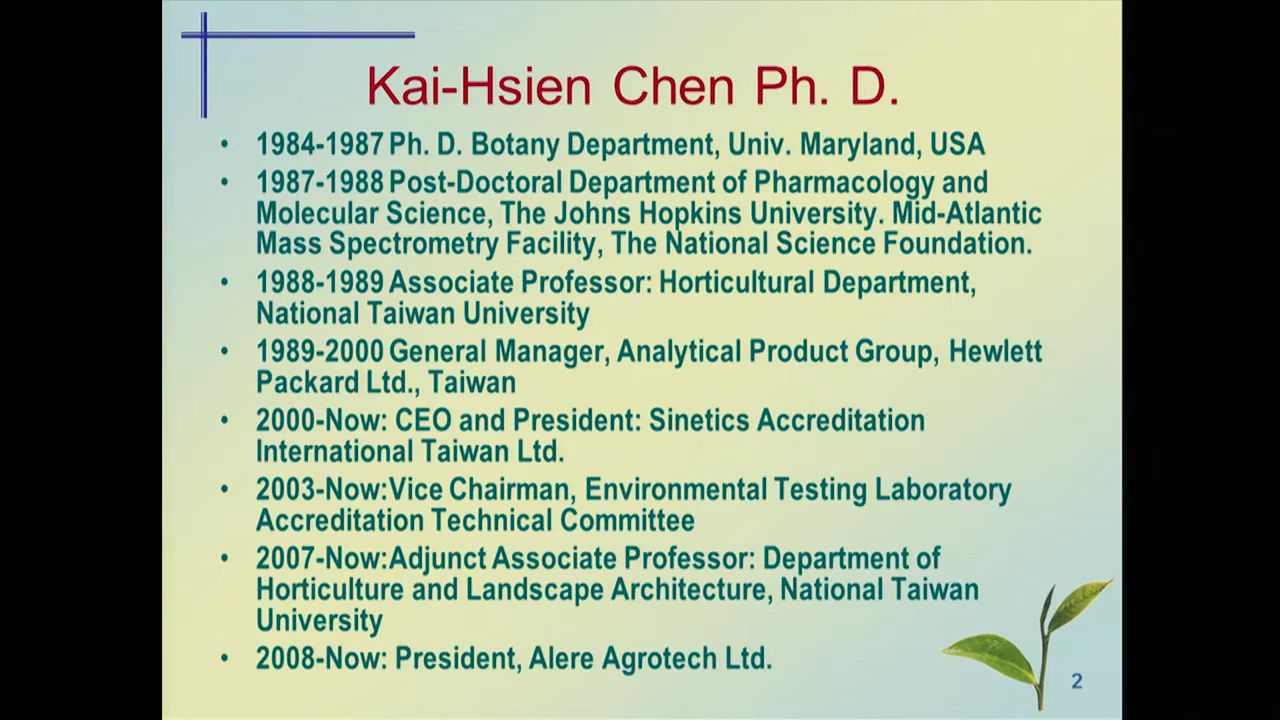 Kai-Hsien Chen Ph. D.
• 1984-1987 Ph. D. Botany Department, Univ. Maryland, USA
• 1987-1988 Post-Doctoral Department of Pharmacology and
Molecular Science, The Johns Hopkins University. Mid-Atlantic
Mass Spectrometry Facility, The National Science Foundation.
• 1988-1989 Associate Professor: Horticultural Department,
National Taiwan University
• 1989-2000 General Manager, Analytical Product Group, Hewlett
Packard Ltd., Taiwan
• 2000-Now: CEO and President: Sinetics Accreditation
International Taiwan Ltd.
• 2003-Now:Vice Chairman, Environmental Testing Laboratory
Accreditation Technical Committee
• 2007-Now:Adjunct Associate Professor: Department of
Horticulture and Landscape Architecture, National Taiwan
University
• 2008-Now: President, Alere Agrotech Ltd.
2